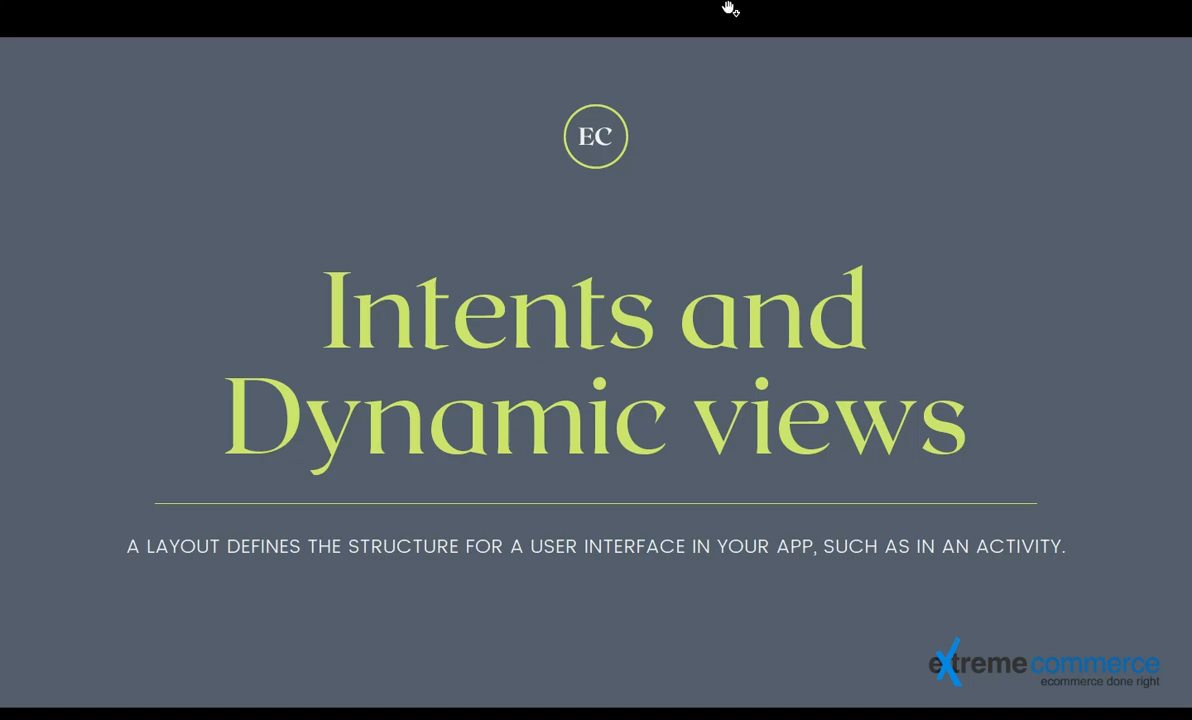 EC
Intents and
Dynamic views
A LAYOUT DEFINES THE STRUCTURE FOR A USER INTERFACE IN YOUR APP, SUCH AS IN AN ACTIVITY.
extreme commerce
ecommerce done right